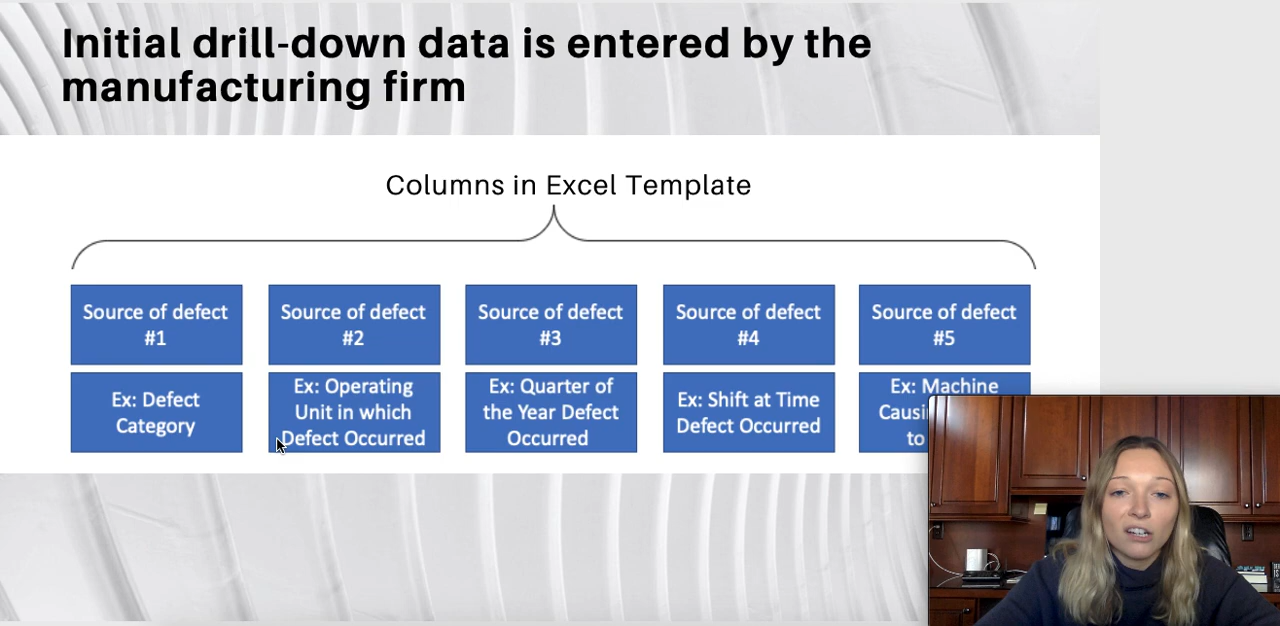 Initial drill-down data is entered by the
manufacturing firm
Columns in Excel Template
Source of defect
#1
Source of defect
#2
Source of defect
#3
Source of defect
#4
Source of defect
#5
Ex: Defect
Category
Ex: Operating
Unit in which
Defect Occurred
Ex: Quarter of
the Year Defect
Occurred
Ex: Shift at Time
Defect Occurred
Ex: Machine
to